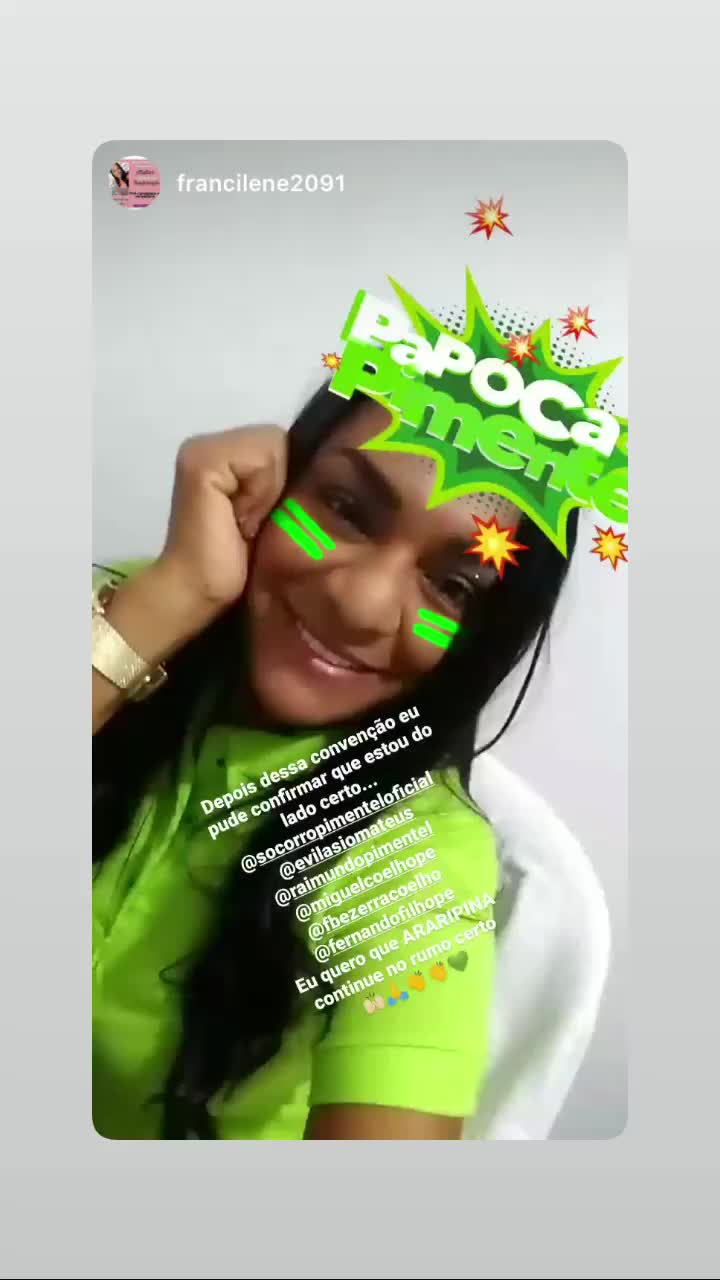 francilene2091
Papoca
Pimente
Depois dessa convenção eu
pude confirmar que estou do
lado certo...
@socorropimenteloficial
@evilasiomateus
@raimundopimentel
@miguelcoelhope
@fbezerracoelho
@fernandofilhope
Eu quero que ARARIPINA
continue no rumo certo